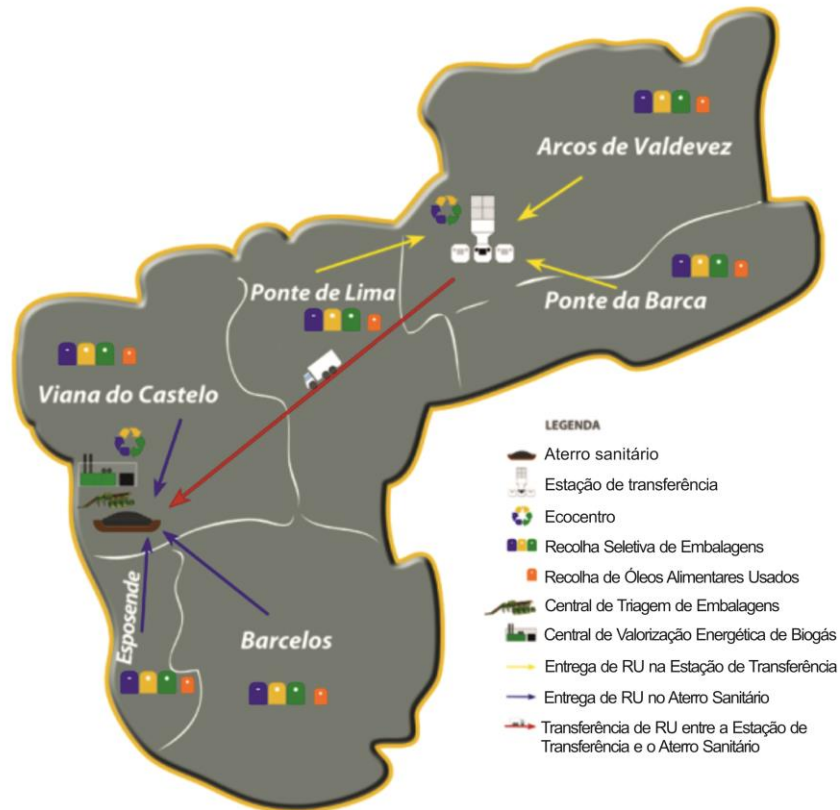 Arcos de Valdevez
Ponte de Lima
Ponte da Barca
Viana do Castelo
Esposende
Barcelos
LEGENDA
Aterro sanitário
Estação de transferência
Ecocentro
Recolha Seletiva de Embalagens
Recolha de Óleos Alimentares Usados
Central de Triagem de Embalagens
Central de Valorização Energética de Biogás
Entrega de RU na Estação de Transferência
Entrega de RU no Aterro Sanitário
Transferência de RU entre a Estação de
Transferência e o Aterro Sanitário